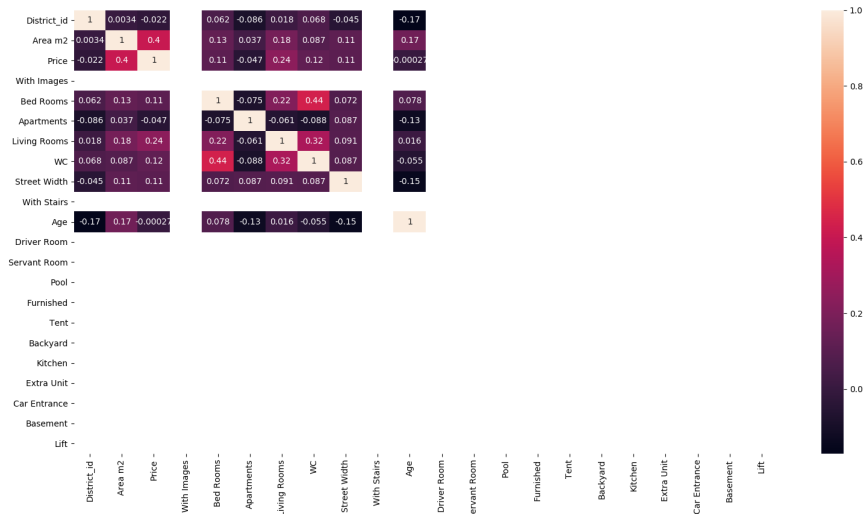 District_id 1 0.0034 -0.022 0.062 -0.086 0.018 0.068 -0.045 -0.17 1.0
Area m2 0.0034 1 0.4 0.13 0.037 0.18 0.087 0.11 0.17
Price -0.022 0.4 1 0.11 -0.047 0.24 0.12 0.11 -0.00027
0.8
With Images
Bed Rooms 0.062 0.13 0.11 1 -0.075 0.22 0.44 0.072 0.078
Apartments -0.086 0.037 -0.047 -0.075 1 -0.061 -0.088 0.087 -0.13
Living Rooms 0.018 0.18 0.24 0.22 -0.061 1 0.32 0.091 0.016
0.6
WC 0.068 0.087 0.12 0.44 -0.088 0.32 1 0.087 -0.055
Street Width -0.045 0.11 0.11 0.072 0.087 0.091 0.087 1 -0.15
With Stairs
Age -0.17 0.17 -0.00027 0.078 -0.13 0.016 -0.055 -0.15 1
0.4
Driver Room
Servant Room
Pool
Furnished
0.2
Tent
Backyard
Kitchen
Extra Unit
0.0
Car Entrance
Basement
Lift
District_id
Area m2
Price
With Images
Bed Rooms
Apartments
Living Rooms
WC
Street Width
With Stairs
Age
Driver Room
Servant Room
Pool
Furnished
Tent
Backyard
Kitchen
Extra Unit
Car Entrance
Basement
Lift